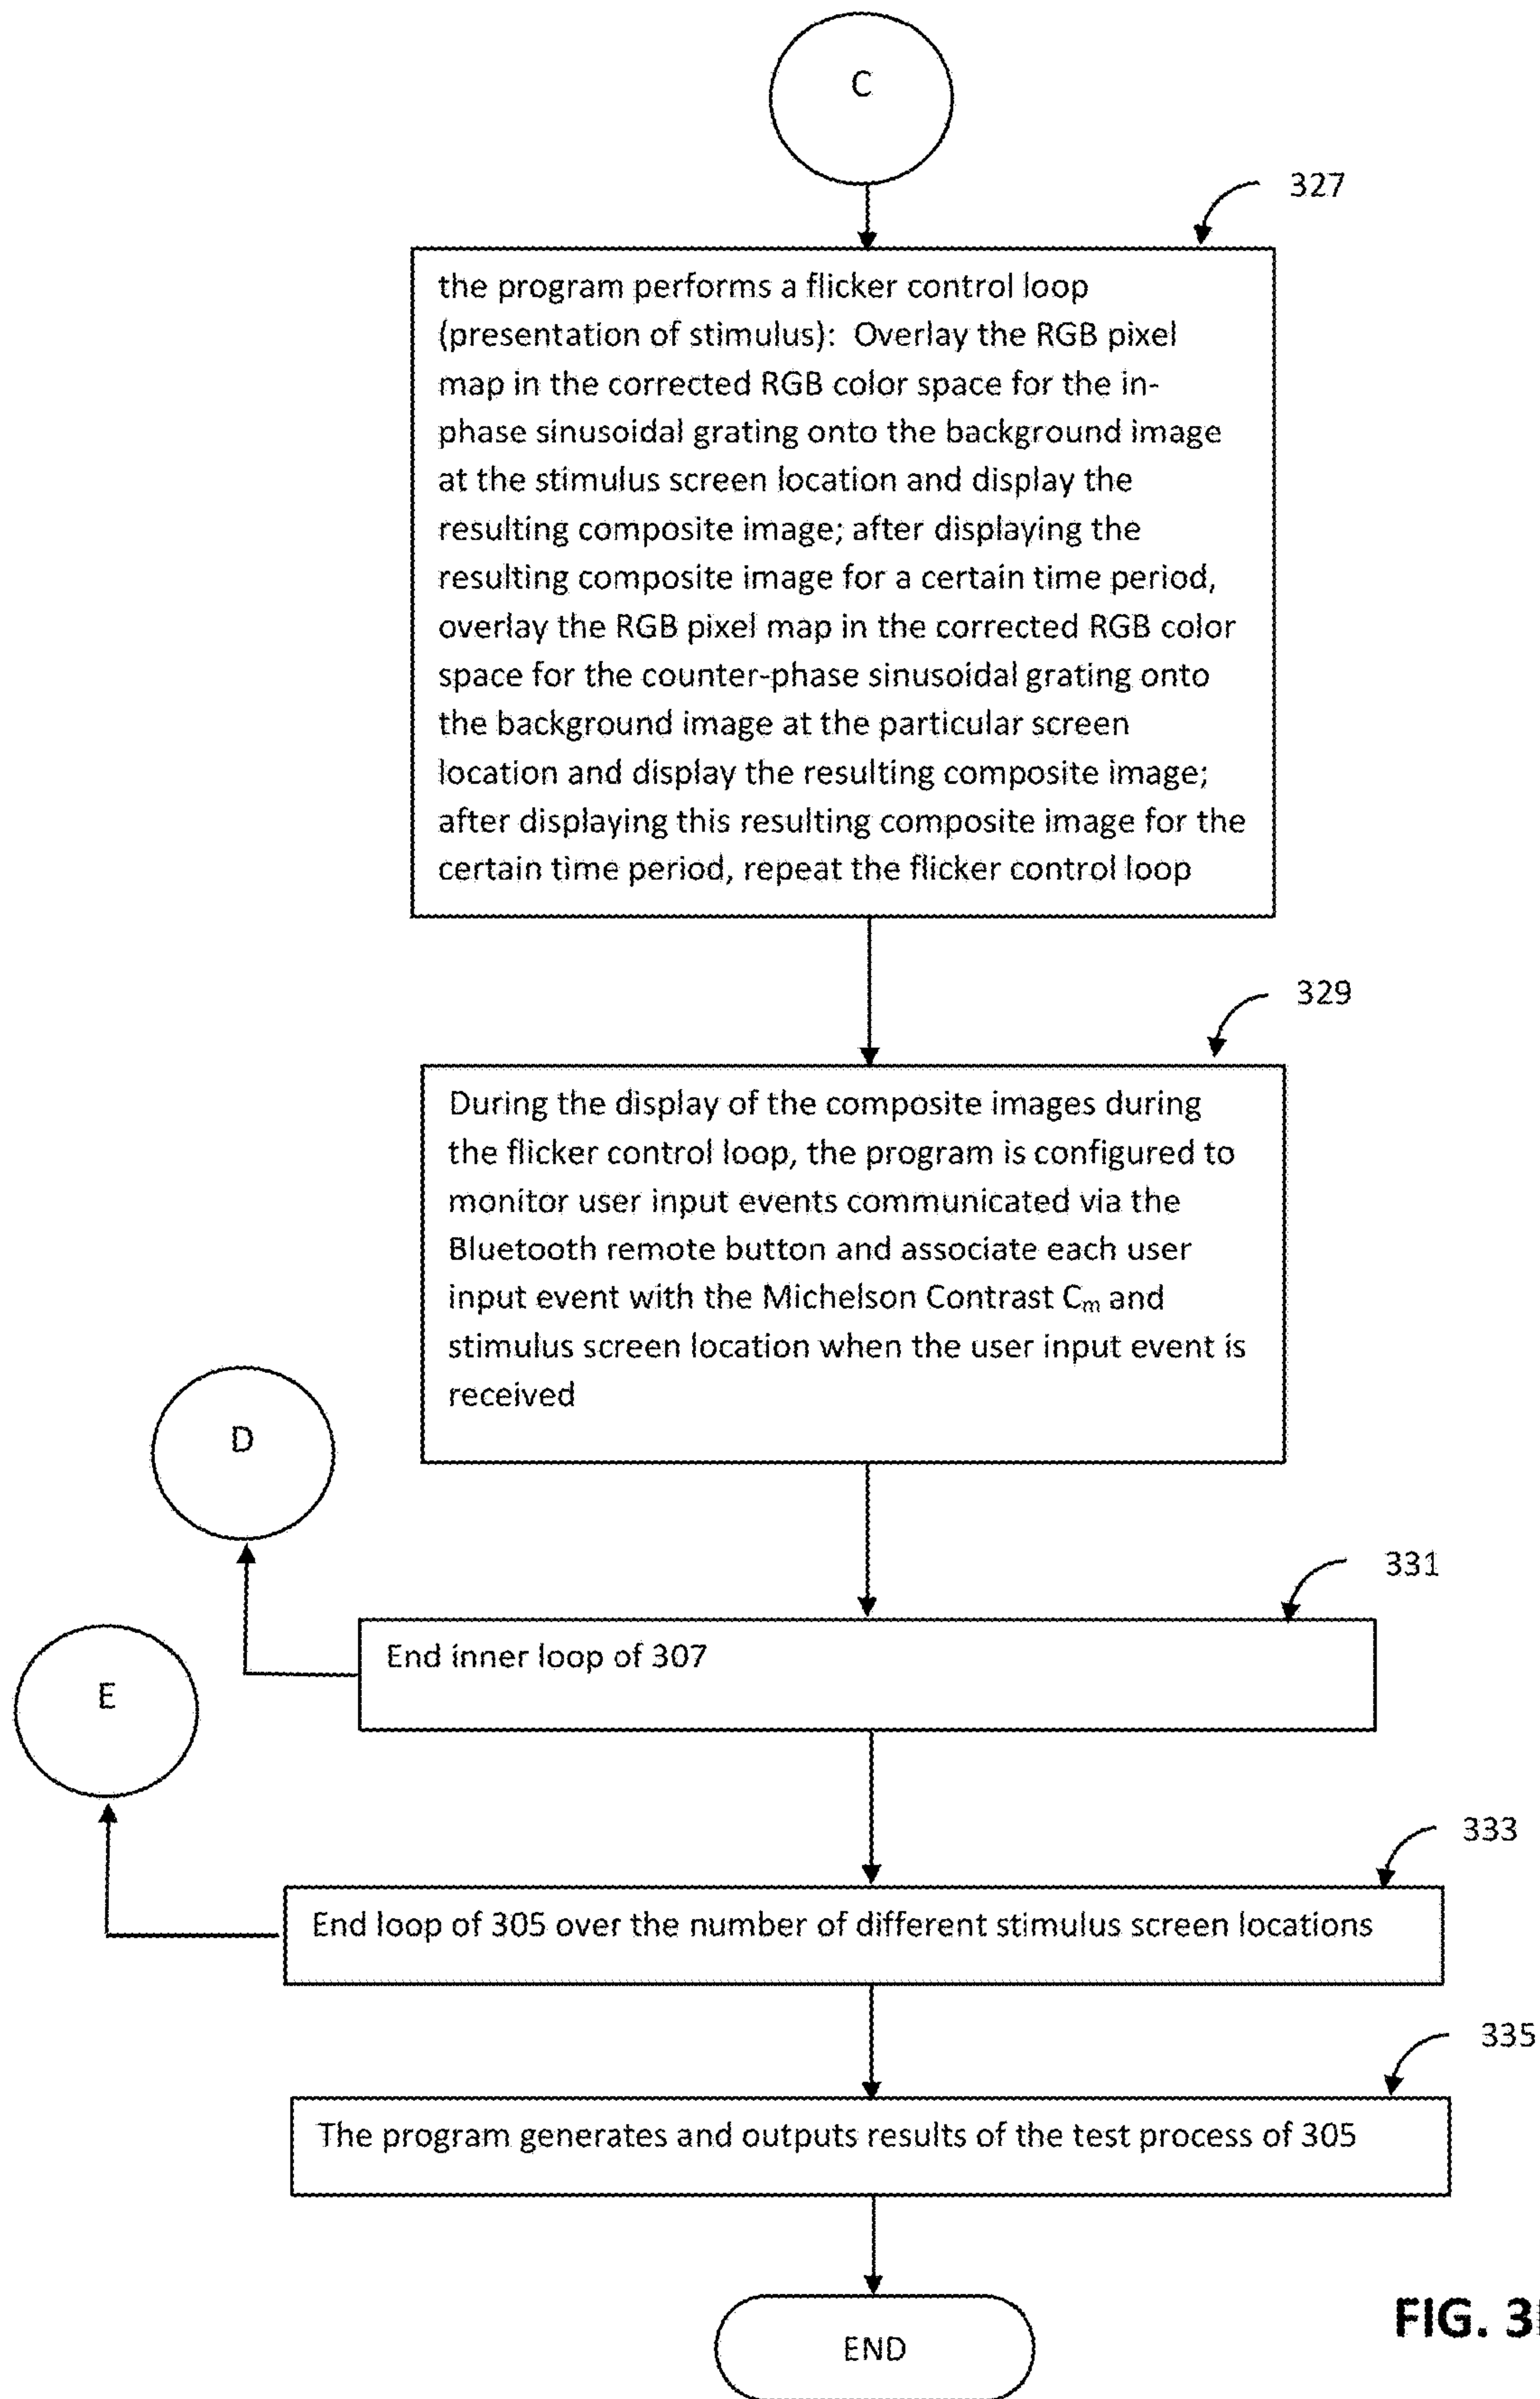 C
327
the program performs a flicker control loop
(presentation of stimulus): Overlay the RGB pixel
map in the corrected RGB color space for the in-
phase sinusoidal grating onto the background image
at the stimulus screen location and display the
resulting composite image; after displaying the
resulting composite image for a certain time period,
overlay the RGB pixel map in the corrected RGB color
space for the counter-phase sinusoidal grating onto
the background image at the particular screen
location and display the resulting composite image;
after displaying this resulting composite image for the
certain time period, repeat the flicker control loop
329
During the display of the composite images during
the flicker control loop, the program is configured to
monitor user input events communicated via the
Bluetooth remote button and associate each user
input event with the Michelson Contrast Cm and
stimulus screen location when the user input event is
received
D
331
End inner loop of 307
E
333
End loop of 305 over the number of different stimulus screen locations
335
The program generates and outputs results of the test process of 305
END
FIG. 3